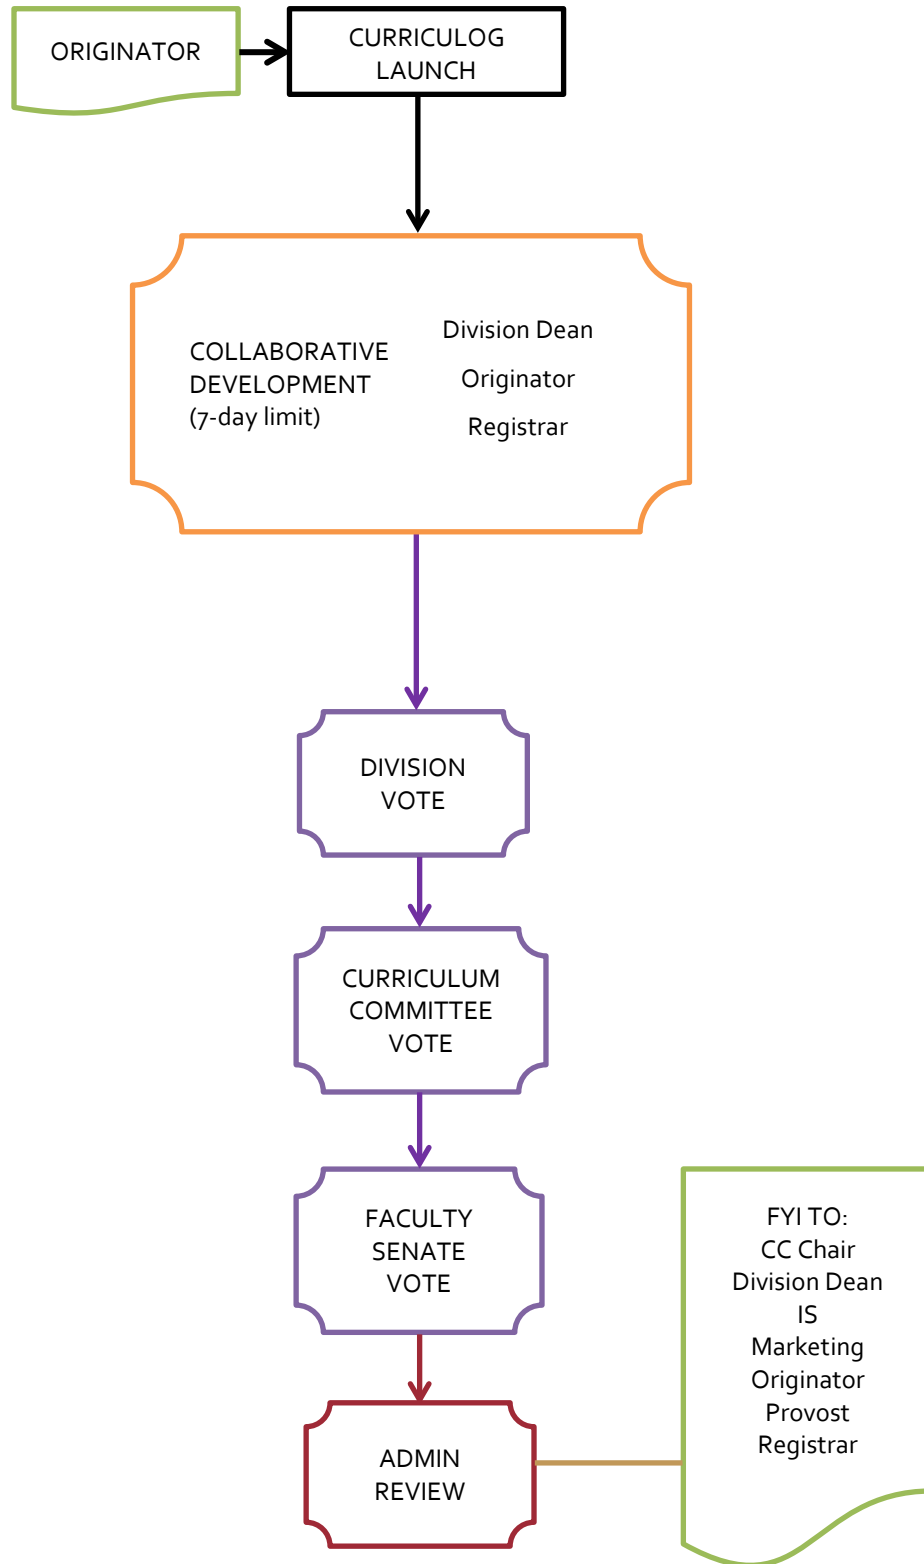 ORIGINATOR
CURRICULOG
LAUNCH
COLLABORATIVE
DEVELOPMENT
(7-day limit)
Division Dean
Originator
Registrar
DIVISION
VOTE
CURRICULUM
COMMITTEE
VOTE
FACULTY
SENATE
VOTE
ADMIN
REVIEW
FYI TO:
CC Chair
Division Dean
IS
Marketing
Originator
Provost
Registrar